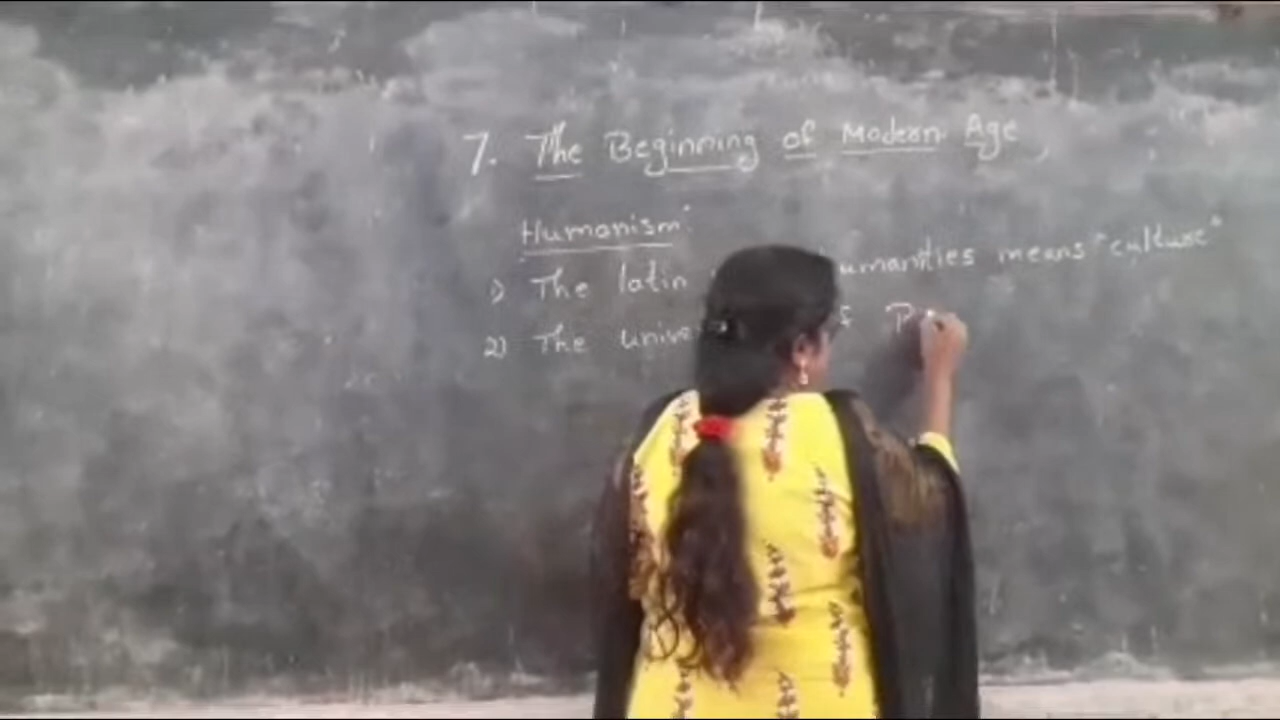 7. The Beginning of Modern Age
Humanism:
1) The latin umanities means "culture"
2) The unive